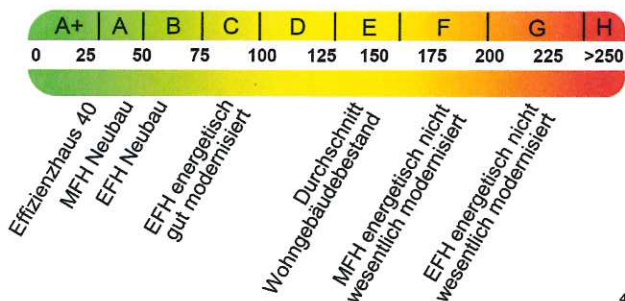 A+ A B C D E F G H
0 25 50 75 100 125 150 175 200 225 >250
Effizienzhaus 40
MFH Neubau
EFH Neubau
EFH energetisch
gut modernisiert
Durchschnitt
Wohngebäudebestand
MFH energetisch nicht
wesentlich modernisiert
EFH energetisch nicht
wesentlich modernisiert